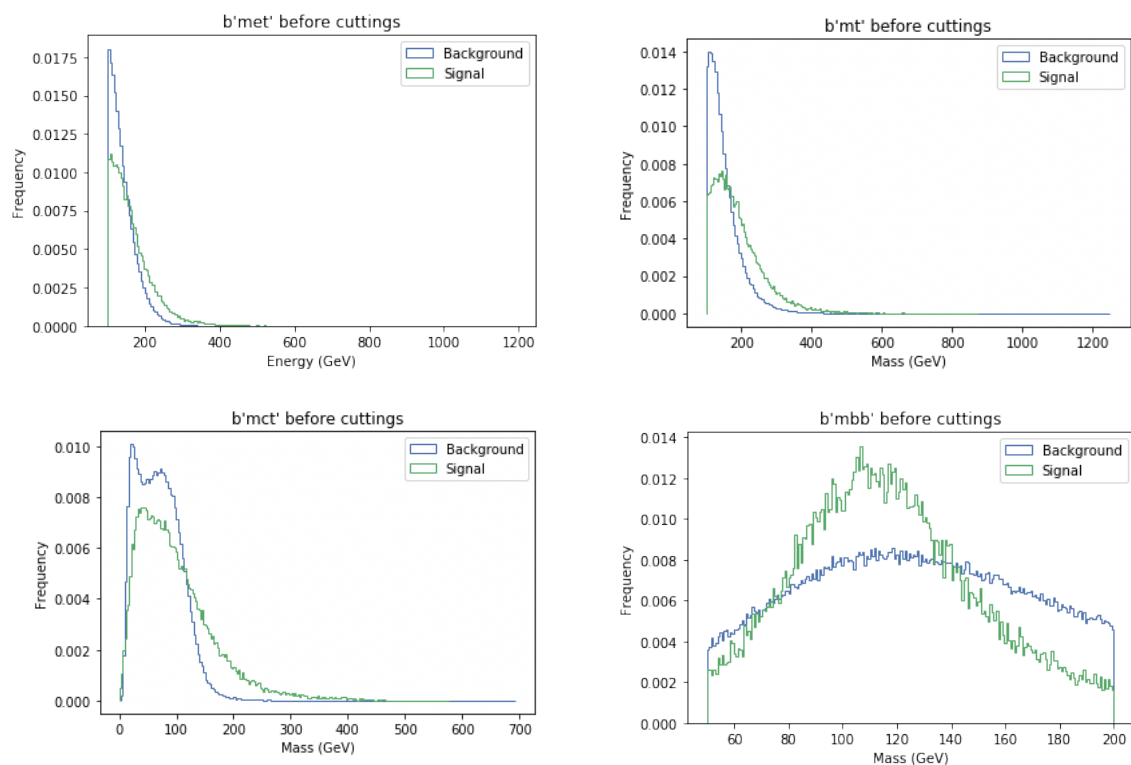 b'met' before cuttings
Background
Signal
0.0175
0.0150
0.0125
0.0100
0.0075
0.0050
0.0025
0.0000
Frequency
200 400 600 800 1000 1200
Energy (GeV)
b'mt' before cuttings
Background
Signal
0.014
0.012
0.010
0.008
0.006
0.004
0.002
0.000
Frequency
200 400 600 800 1000 1200
Mass (GeV)
b'mct' before cuttings
Background
Signal
0.010
0.008
0.006
0.004
0.002
0.000
Frequency
0 100 200 300 400 500 600 700
Mass (GeV)
b'mbb' before cuttings
Background
Signal
0.014
0.012
0.010
0.008
0.006
0.004
0.002
0.000
Frequency
60 80 100 120 140 160 180 200
Mass (GeV)